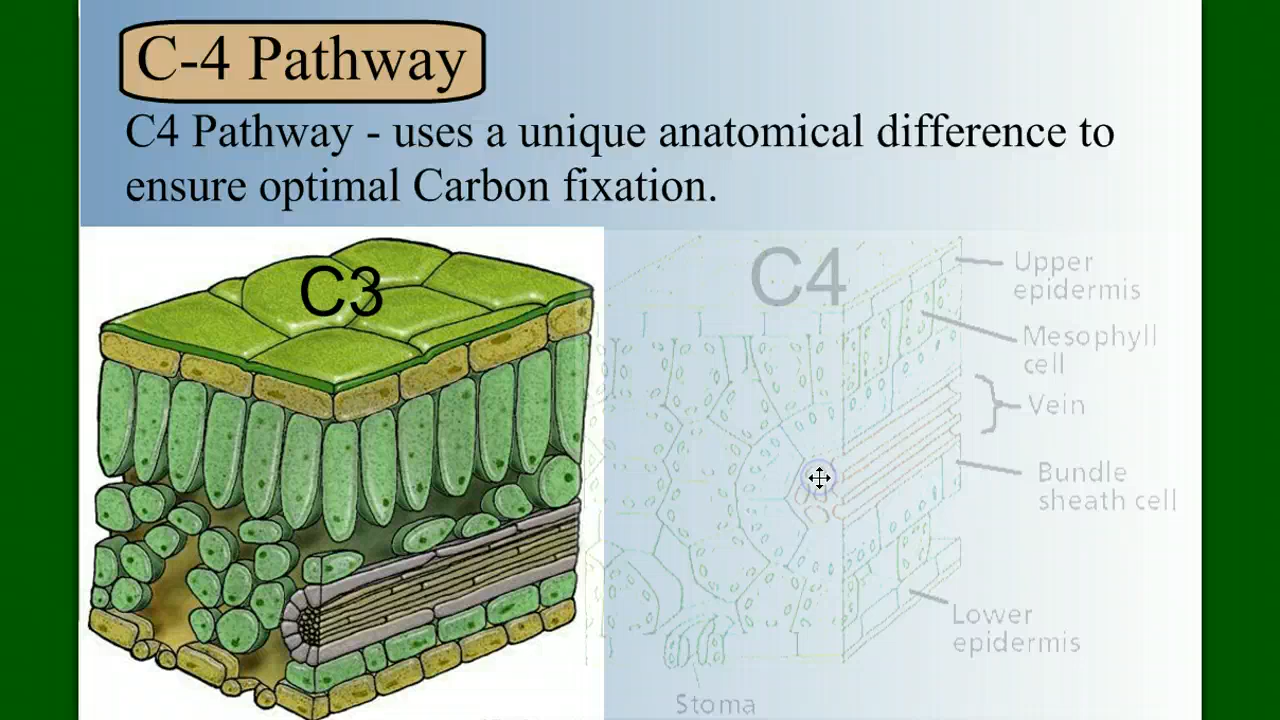 C-4 Pathway
C4 Pathway - uses a unique anatomical difference to
ensure optimal Carbon fixation.
C3
C4
Upper
epidermis
Mesophyll
cell
Vein
Bundle
sheath cell
Lower
epidermis
Stoma